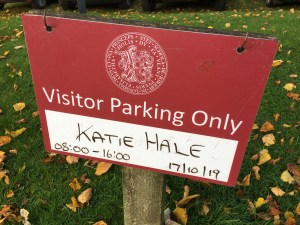 Visitor Parking Only
KATIE HALE
08:00-16:00 17/10/19